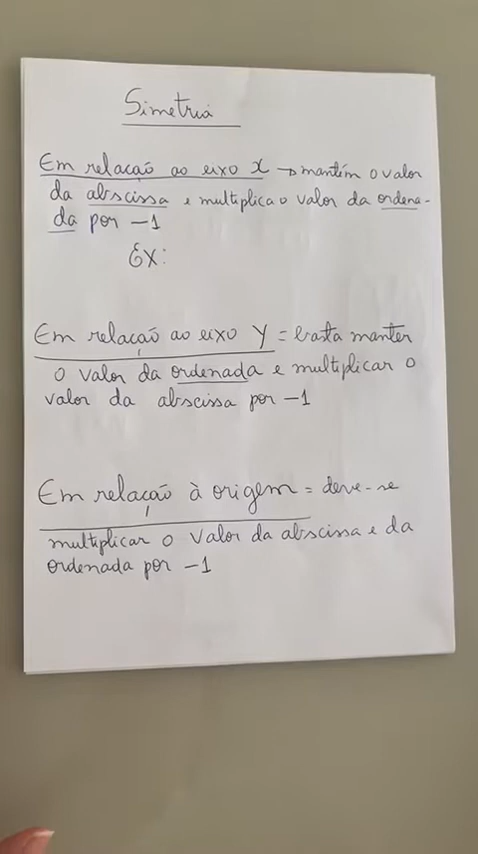 Simetria
Em relação ao eixo x → mantém o valor
da abscissa e multiplica o valor da ordena-
da por -1
Ex:
Em relação ao eixo Y = basta manter
o valor da ordenada e multiplicar o
valor da abscissa por -1
Em relação à origem = deve-se
multiplicar o valor da abscissa e da
ordenada por -1